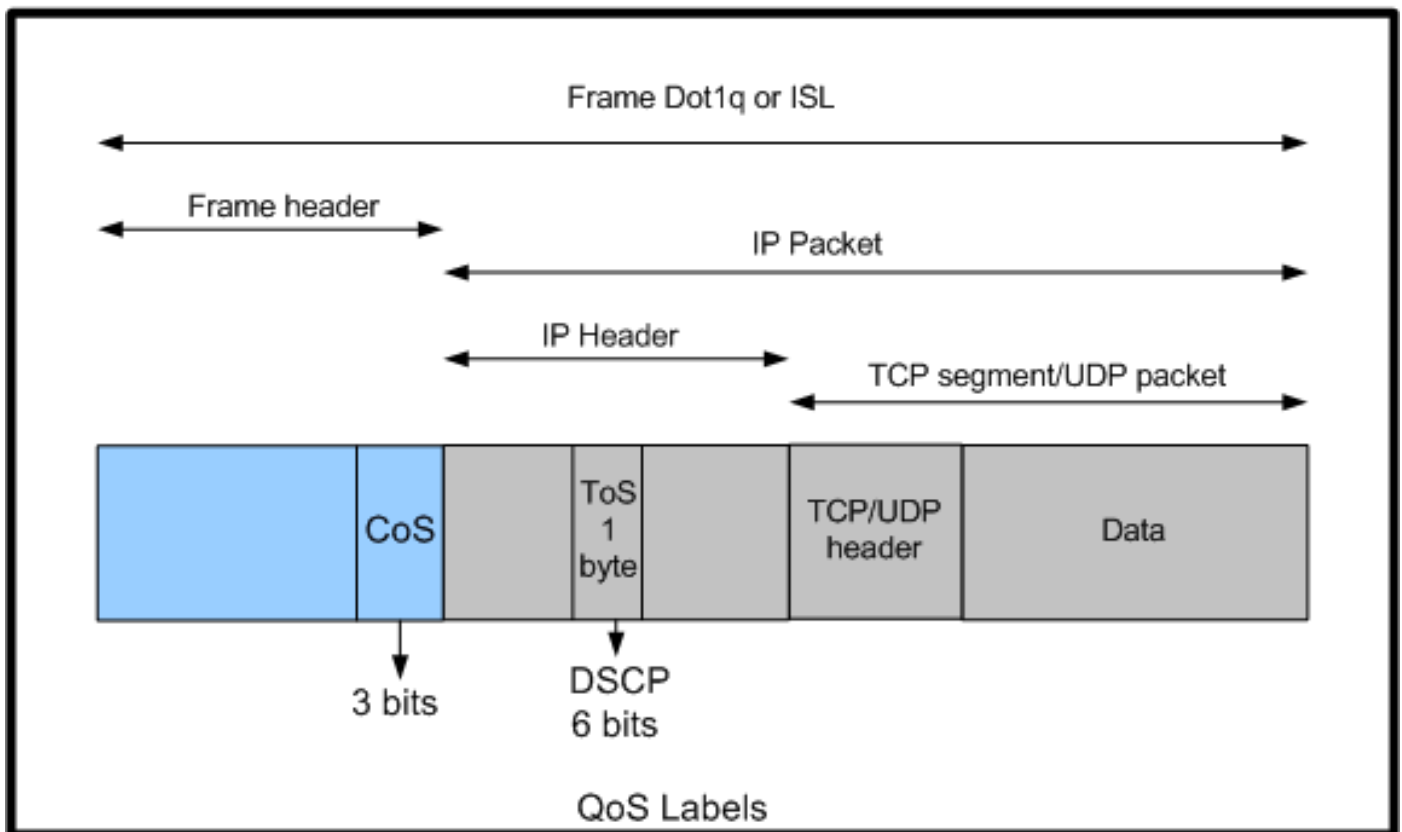 Frame Dot1q or ISL
Frame header
IP Packet
IP Header
TCP segment/UDP packet
CoS
ToS
1
byte
TCP/UDP
header
Data
3 bits
DSCP
6 bits
QoS Labels